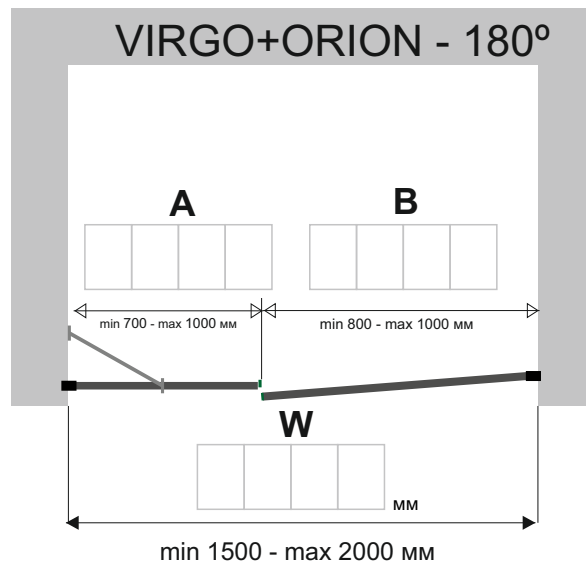 VIRGO+ORION - 180º
A
B
min 700 - max 1000 мм
min 800 - max 1000 мм
W
мм
min 1500 - max 2000 мм